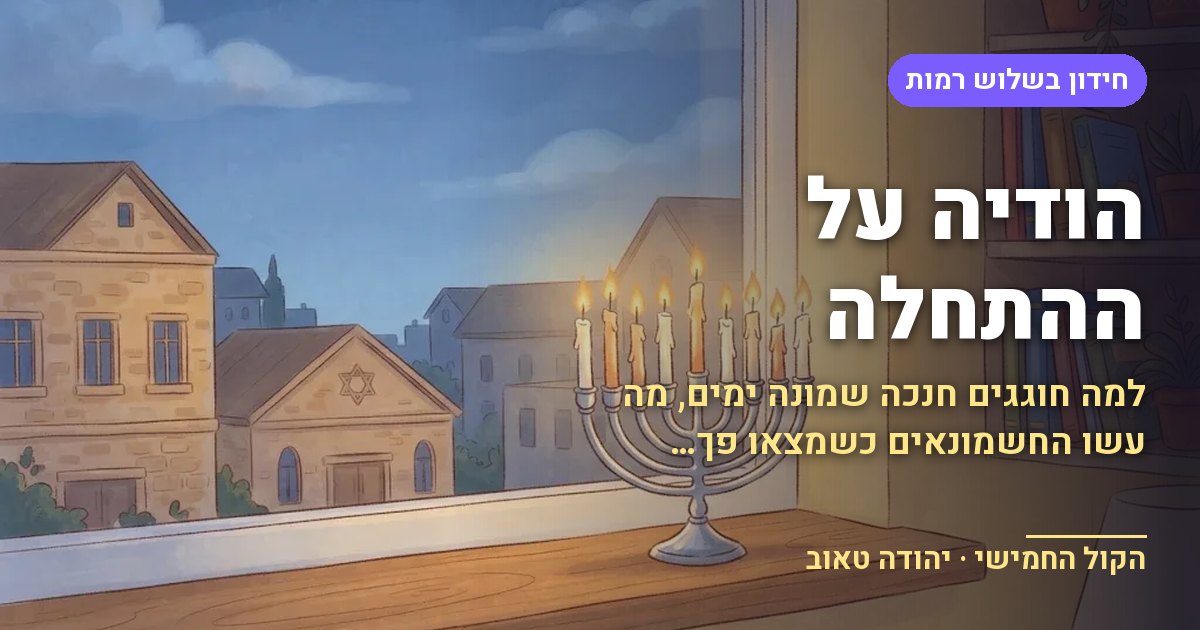 חידון בשלוש רמות
הודיה על
ההתחלה
למה חוגגים חנכה שמונה ימים, מה
עשו החשמונאים כשמצאו פך...
הקול החמישי · יהודה טאוב